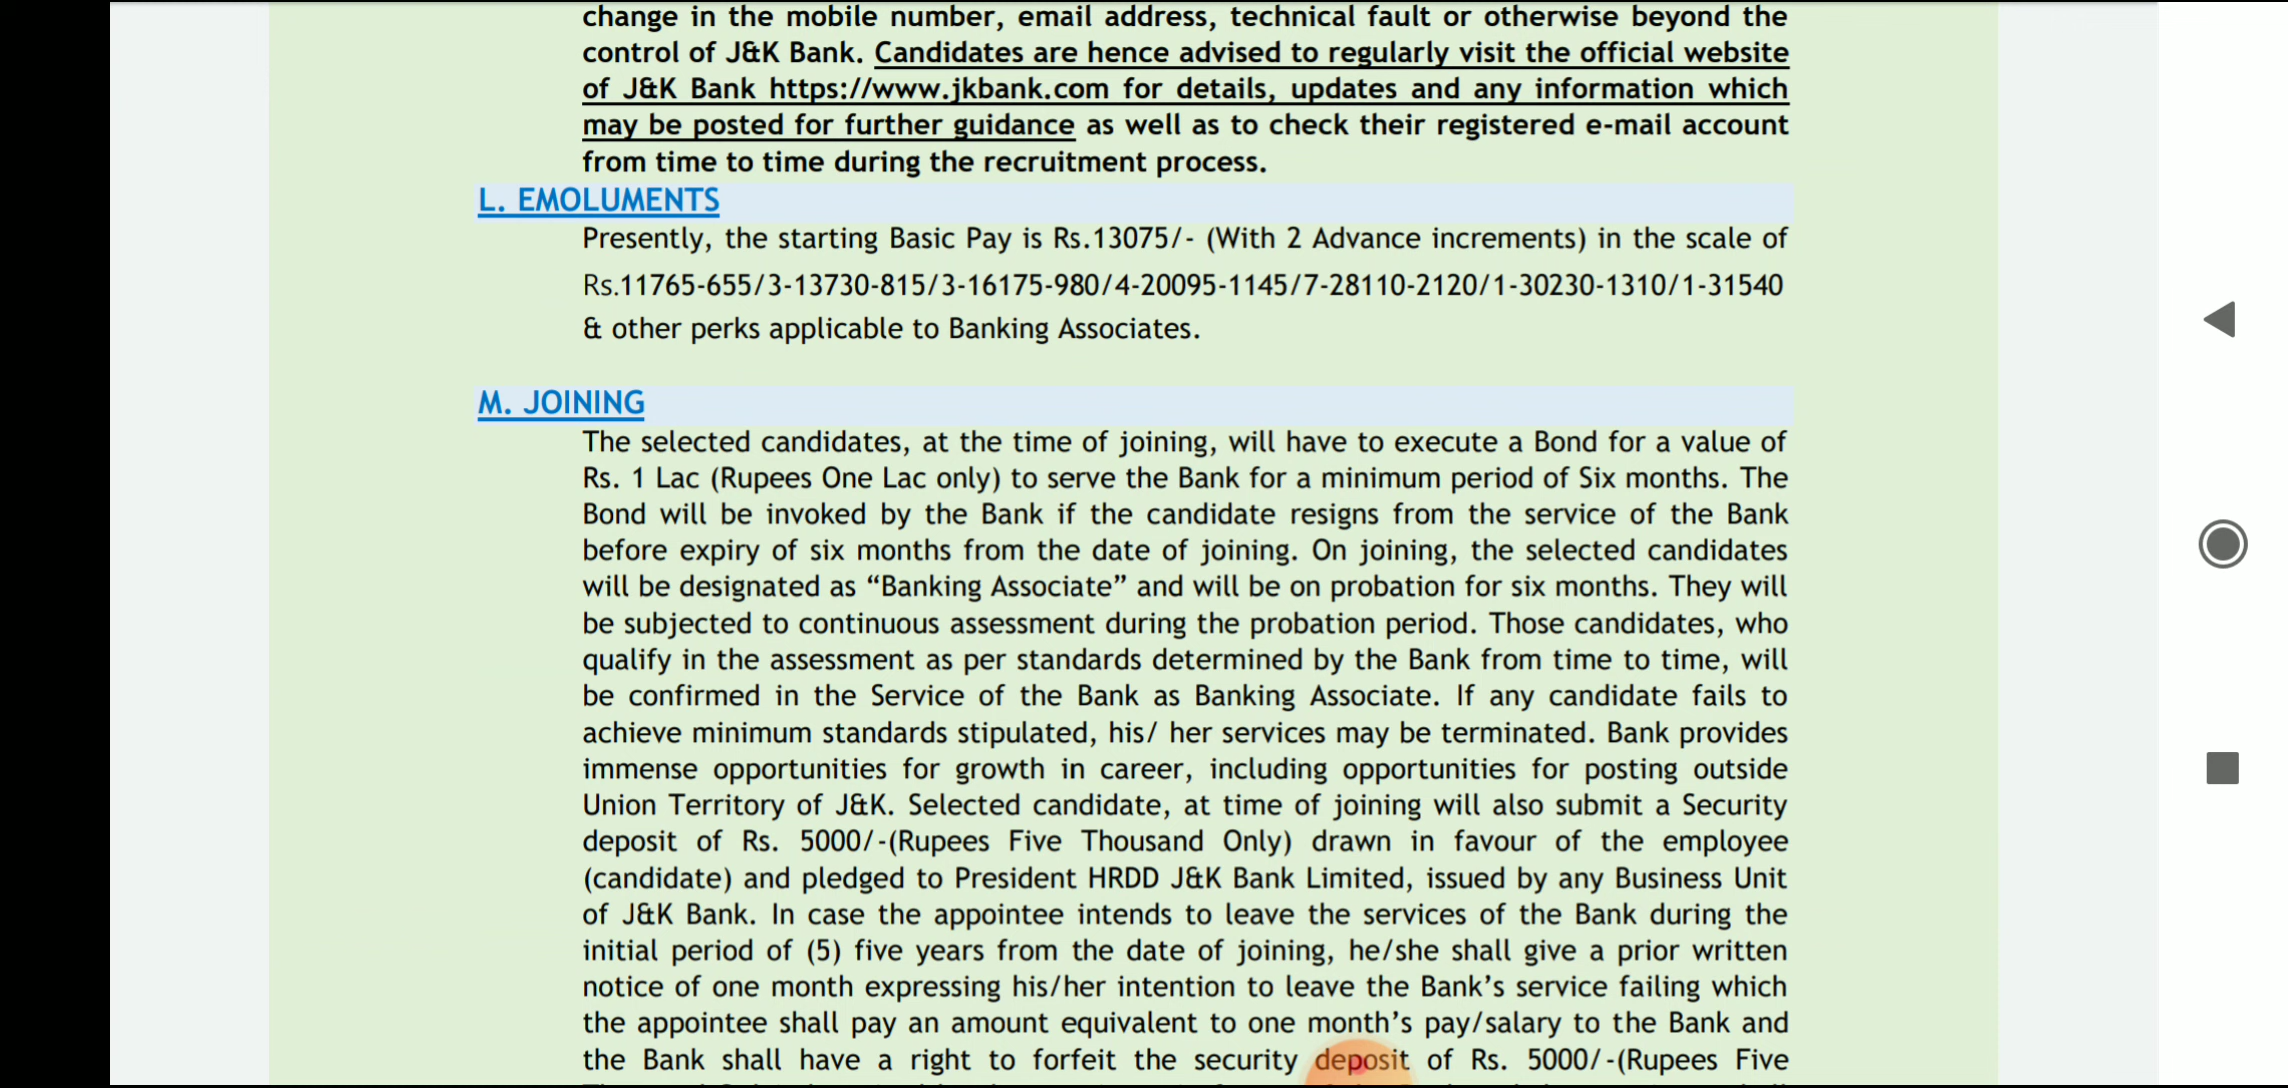 change in the mobile number, email address, technical fault or otherwise beyond the
control of J&K Bank. Candidates are hence advised to regularly visit the official website
of J&K Bank https://www.jkbank.com for details, updates and any information which
may be posted for further guidance as well as to check their registered e-mail account
from time to time during the recruitment process.
L. EMOLUMENTS
Presently, the starting Basic Pay is Rs.13075/- (With 2 Advance increments) in the scale of
Rs.11765-655/3-13730-815/3-16175-980/4-20095-1145/7-28110-2120/1-30230-1310/1-31540
& other perks applicable to Banking Associates.
M. JOINING
The selected candidates, at the time of joining, will have to execute a Bond for a value of
Rs. 1 Lac (Rupees One Lac only) to serve the Bank for a minimum period of Six months. The
Bond will be invoked by the Bank if the candidate resigns from the service of the Bank
before expiry of six months from the date of joining. On joining, the selected candidates
will be designated as “Banking Associate” and will be on probation for six months. They will
be subjected to continuous assessment during the probation period. Those candidates, who
qualify in the assessment as per standards determined by the Bank from time to time, will
be confirmed in the Service of the Bank as Banking Associate. If any candidate fails to
achieve minimum standards stipulated, his/ her services may be terminated. Bank provides
immense opportunities for growth in career, including opportunities for posting outside
Union Territory of J&K. Selected candidate, at time of joining will also submit a Security
deposit of Rs. 5000/-(Rupees Five Thousand Only) drawn in favour of the employee
(candidate) and pledged to President HRDD J&K Bank Limited, issued by any Business Unit
of J&K Bank. In case the appointee intends to leave the services of the Bank during the
initial period of (5) five years from the date of joining, he/she shall give a prior written
notice of one month expressing his/her intention to leave the Bank’s service failing which
the appointee shall pay an amount equivalent to one month’s pay/salary to the Bank and
the Bank shall have a right to forfeit the security deposit of Rs. 5000/-(Rupees Five